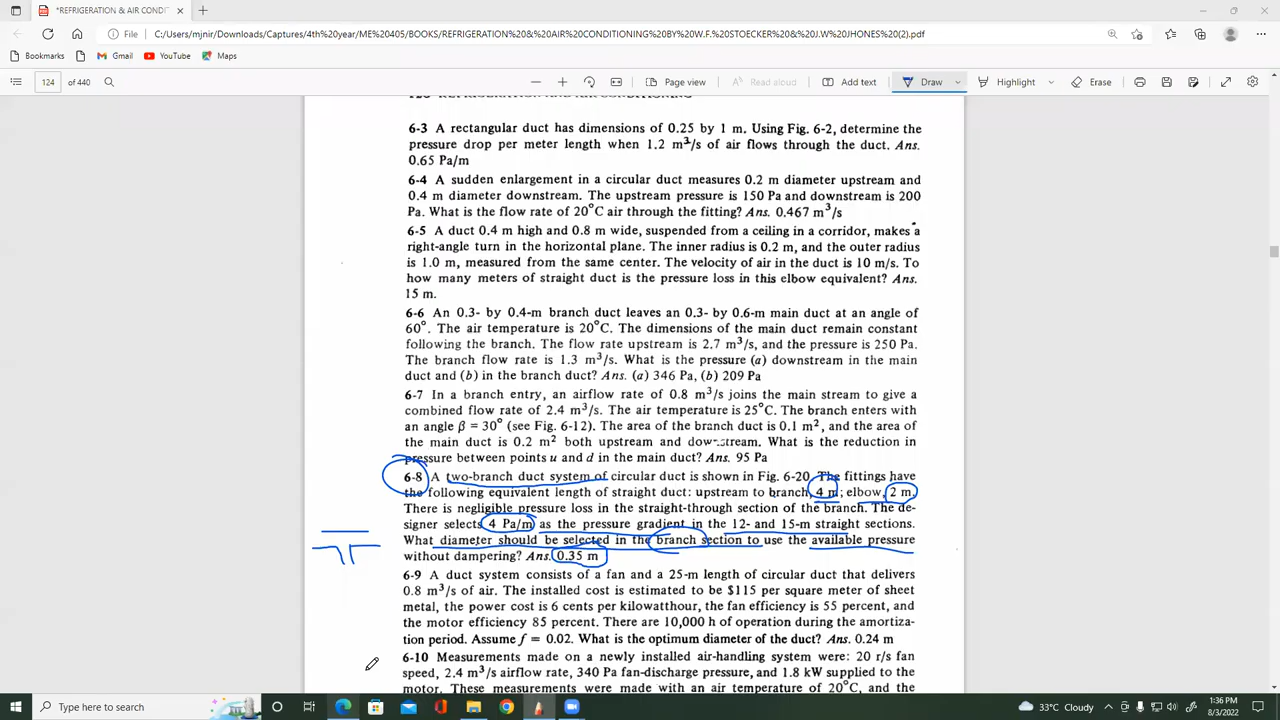 *REFRIGERATION & AIR CONDIT
File
C:/Users/mjnir/Downloads/Captures/4th%20year/ME%20405/BOOKS/REFRIGERATION%20&%20AIR%20CONDITIONING%20BY%20W.F.%20STOECKER%20&%20J.W%20JHONES%20(2).pdf
Bookmarks
Gmail
YouTube
Maps
124 of 440
Page view
Read aloud
Add text
Draw
Highlight
Erase
6-3 A rectangular duct has dimensions of 0.25 by 1 m. Using Fig. 6-2, determine the
pressure drop per meter length when 1.2 m³/s of air flows through the duct. Ans.
0.65 Pa/m
6-4 A sudden enlargement in a circular duct measures 0.2 m diameter upstream and
0.4 m diameter downstream. The upstream pressure is 150 Pa and downstream is 200
Pa. What is the flow rate of 20°C air through the fitting? Ans. 0.467 m³/s
6-5 A duct 0.4 m high and 0.8 m wide, suspended from a ceiling in a corridor, makes a
right-angle turn in the horizontal plane. The inner radius is 0.2 m, and the outer radius
is 1.0 m, measured from the same center. The velocity of air in the duct is 10 m/s. To
how many meters of straight duct is the pressure loss in this elbow equivalent? Ans.
15 m.
6-6 An 0.3- by 0.4-m branch duct leaves an 0.3- by 0.6-m main duct at an angle of
60°. The air temperature is 20°C. The dimensions of the main duct remain constant
following the branch. The flow rate upstream is 2.7 m³/s, and the pressure is 250 Pa.
The branch flow rate is 1.3 m³/s. What is the pressure (a) downstream in the main
duct and (b) in the branch duct? Ans. (a) 346 Pa, (b) 209 Pa
6-7 In a branch entry, an airflow rate of 0.8 m³/s joins the main stream to give a
combined flow rate of 2.4 m³/s. The air temperature is 25°C. The branch enters with
an angle β = 30° (see Fig. 6-12). The area of the branch duct is 0.1 m², and the area of
the main duct is 0.2 m² both upstream and downstream. What is the reduction in
pressure between points u and d in the main duct? Ans. 95 Pa
6-8 A two-branch duct system of circular duct is shown in Fig. 6-20. The fittings have
the following equivalent length of straight duct: upstream to branch, 4 m; elbow, 2 m.
There is negligible pressure loss in the straight-through section of the branch. The de-
signer selects 4 Pa/m as the pressure gradient in the 12- and 15-m straight sections.
What diameter should be selected in the branch section to use the available pressure
without dampering? Ans. 0.35 m
6-9 A duct system consists of a fan and a 25-m length of circular duct that delivers
0.8 m³/s of air. The installed cost is estimated to be $115 per square meter of sheet
metal, the power cost is 6 cents per kilowatthour, the fan efficiency is 55 percent, and
the motor efficiency 85 percent. There are 10,000 h of operation during the amortiza-
tion period. Assume f = 0.02. What is the optimum diameter of the duct? Ans. 0.24 m
6-10 Measurements made on a newly installed air-handling system were: 20 r/s fan
speed, 2.4 m³/s airflow rate, 340 Pa fan-discharge pressure, and 1.8 kW supplied to the
motor. These measurements were made with an air temperature of 20°C, and the
Type here to search
33°C Cloudy
1:36 PM
8/3/2022